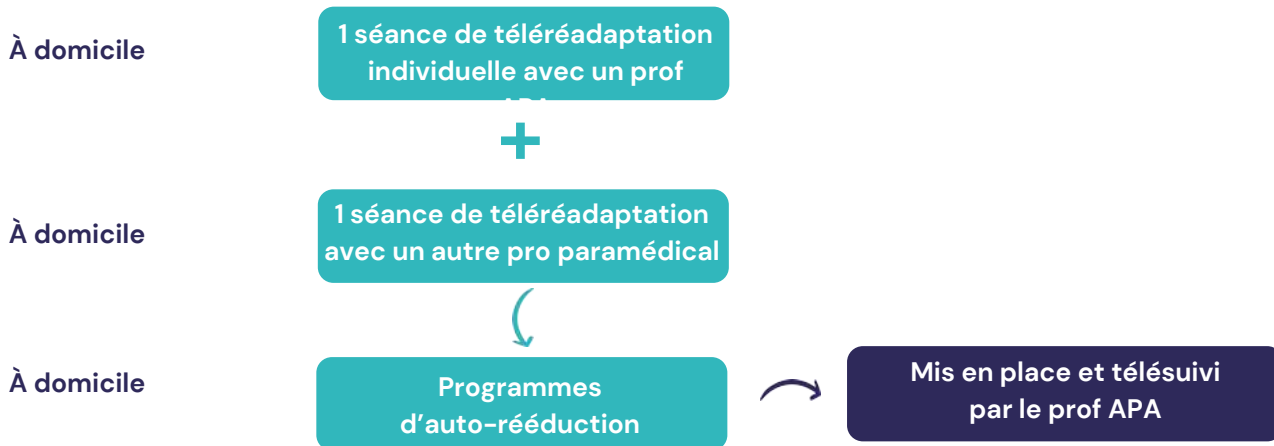 À domicile
1 séance de téléréadaptation
individuelle avec un prof
+
À domicile
1 séance de téléréadaptation
avec un autre pro paramédical
À domicile
Programmes
d’auto-rééduction
Mis en place et télésuivi
par le prof APA